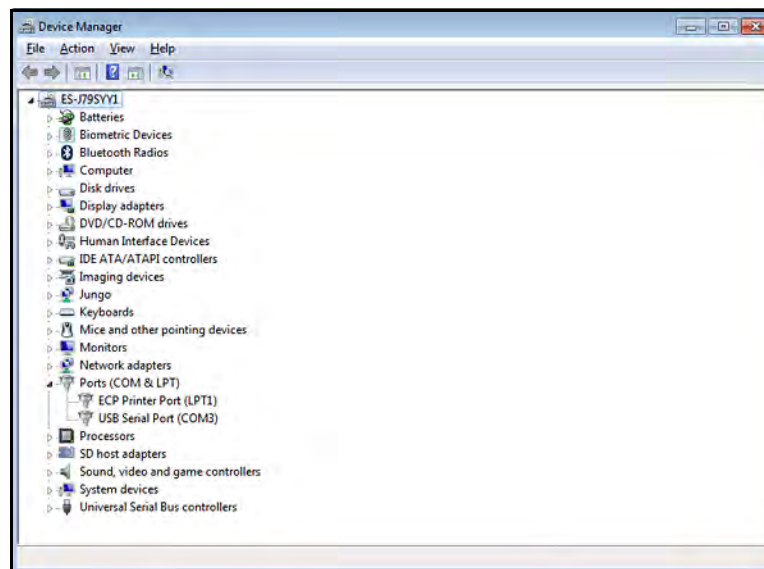 Device Manager
File Action View Help
ES-J79SYY1
Batteries
Biometric Devices
Bluetooth Radios
Computer
Disk drives
Display adapters
DVD/CD-ROM drives
Human Interface Devices
IDE ATA/ATAPI controllers
Imaging devices
Jungo
Keyboards
Mice and other pointing devices
Monitors
Network adapters
Ports (COM & LPT)
ECP Printer Port (LPT1)
USB Serial Port (COM3)
Processors
SD host adapters
Sound, video and game controllers
System devices
Universal Serial Bus controllers